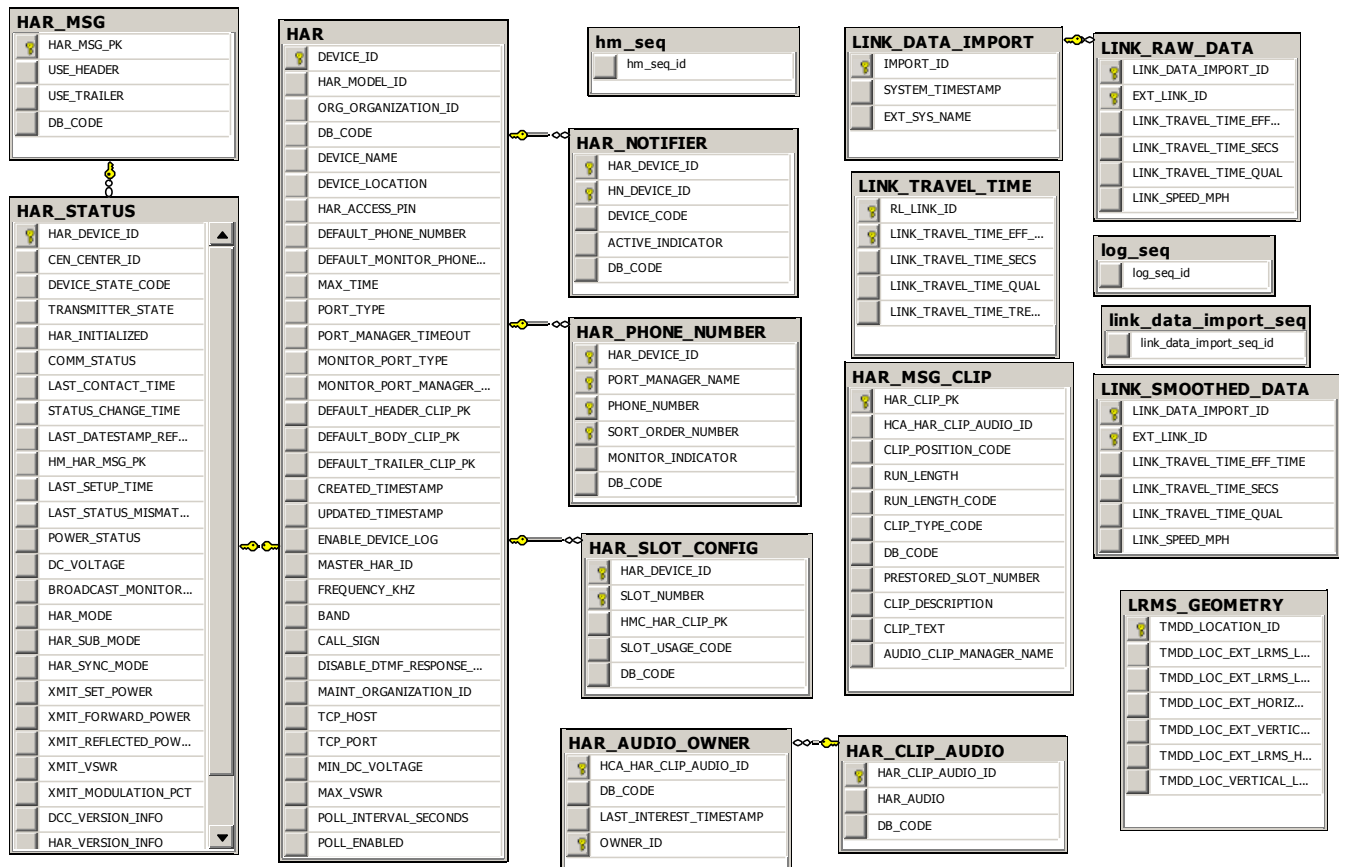 HAR_MSG
HAR_MSG_PK
USE_HEADER
USE_TRAILER
DB_CODE
HAR_STATUS
HAR_DEVICE_ID
CEN_CENTER_ID
DEVICE_STATE_CODE
TRANSMITTER_STATE
HAR_INITIALIZED
COMM_STATUS
LAST_CONTACT_TIME
STATUS_CHANGE_TIME
LAST_DATESTAMP_REF...
HM_HAR_MSG_PK
LAST_SETUP_TIME
LAST_STATUS_MISMAT...
POWER_STATUS
DC_VOLTAGE
BROADCAST_MONITOR...
HAR_MODE
HAR_SUB_MODE
HAR_SYNC_MODE
XMIT_SET_POWER
XMIT_FORWARD_POWER
XMIT_REFLECTED_POW...
XMIT_VSWR
XMIT_MODULATION_PCT
DCC_VERSION_INFO
HAR_VERSION_INFO
HAR
DEVICE_ID
HAR_MODEL_ID
ORG_ORGANIZATION_ID
DB_CODE
DEVICE_NAME
DEVICE_LOCATION
HAR_ACCESS_PIN
DEFAULT_PHONE_NUMBER
DEFAULT_MONITOR_PHONE...
MAX_TIME
PORT_TYPE
PORT_MANAGER_TIMEOUT
MONITOR_PORT_TYPE
MONITOR_PORT_MANAGER_...
DEFAULT_HEADER_CLIP_PK
DEFAULT_BODY_CLIP_PK
DEFAULT_TRAILER_CLIP_PK
CREATED_TIMESTAMP
UPDATED_TIMESTAMP
ENABLE_DEVICE_LOG
MASTER_HAR_ID
FREQUENCY_KHZ
BAND
CALL_SIGN
DISABLE_DTMF_RESPONSE_...
MAINT_ORGANIZATION_ID
TCP_HOST
TCP_PORT
MIN_DC_VOLTAGE
MAX_VSWR
POLL_INTERVAL_SECONDS
POLL_ENABLED
hm_seq
hm_seq_id
HAR_NOTIFIER
HAR_DEVICE_ID
HN_DEVICE_ID
DEVICE_CODE
ACTIVE_INDICATOR
DB_CODE
HAR_PHONE_NUMBER
HAR_DEVICE_ID
PORT_MANAGER_NAME
PHONE_NUMBER
SORT_ORDER_NUMBER
MONITOR_INDICATOR
DB_CODE
HAR_SLOT_CONFIG
HAR_DEVICE_ID
SLOT_NUMBER
HMC_HAR_CLIP_PK
SLOT_USAGE_CODE
DB_CODE
HAR_AUDIO_OWNER
HCA_HAR_CLIP_AUDIO_ID
DB_CODE
LAST_INTEREST_TIMESTAMP
OWNER_ID
LINK_DATA_IMPORT
IMPORT_ID
SYSTEM_TIMESTAMP
EXT_SYS_NAME
LINK_TRAVEL_TIME
RL_LINK_ID
LINK_TRAVEL_TIME_EFF_...
LINK_TRAVEL_TIME_SECS
LINK_TRAVEL_TIME_QUAL
LINK_TRAVEL_TIME_TRE...
HAR_MSG_CLIP
HAR_CLIP_PK
HCA_HAR_CLIP_AUDIO_ID
CLIP_POSITION_CODE
RUN_LENGTH
RUN_LENGTH_CODE
CLIP_TYPE_CODE
DB_CODE
PRESTORED_SLOT_NUMBER
CLIP_DESCRIPTION
CLIP_TEXT
AUDIO_CLIP_MANAGER_NAME
HAR_CLIP_AUDIO
HAR_CLIP_AUDIO_ID
HAR_AUDIO
DB_CODE
LINK_RAW_DATA
LINK_DATA_IMPORT_ID
EXT_LINK_ID
LINK_TRAVEL_TIME_EFF...
LINK_TRAVEL_TIME_SECS
LINK_TRAVEL_TIME_QUAL
LINK_SPEED_MPH
log_seq
log_seq_id
link_data_import_seq
link_data_import_seq_id
LINK_SMOOTHED_DATA
LINK_DATA_IMPORT_ID
EXT_LINK_ID
LINK_TRAVEL_TIME_EFF_TIME
LINK_TRAVEL_TIME_SECS
LINK_TRAVEL_TIME_QUAL
LINK_SPEED_MPH
LRMS_GEOMETRY
TMDD_LOCATION_ID
TMDD_LOC_EXT_LRMS_L...
TMDD_LOC_EXT_LRMS_L...
TMDD_LOC_EXT_HORIZ...
TMDD_LOC_EXT_VERTIC...
TMDD_LOC_EXT_LRMS_H...
TMDD_LOC_VERTICAL_L...